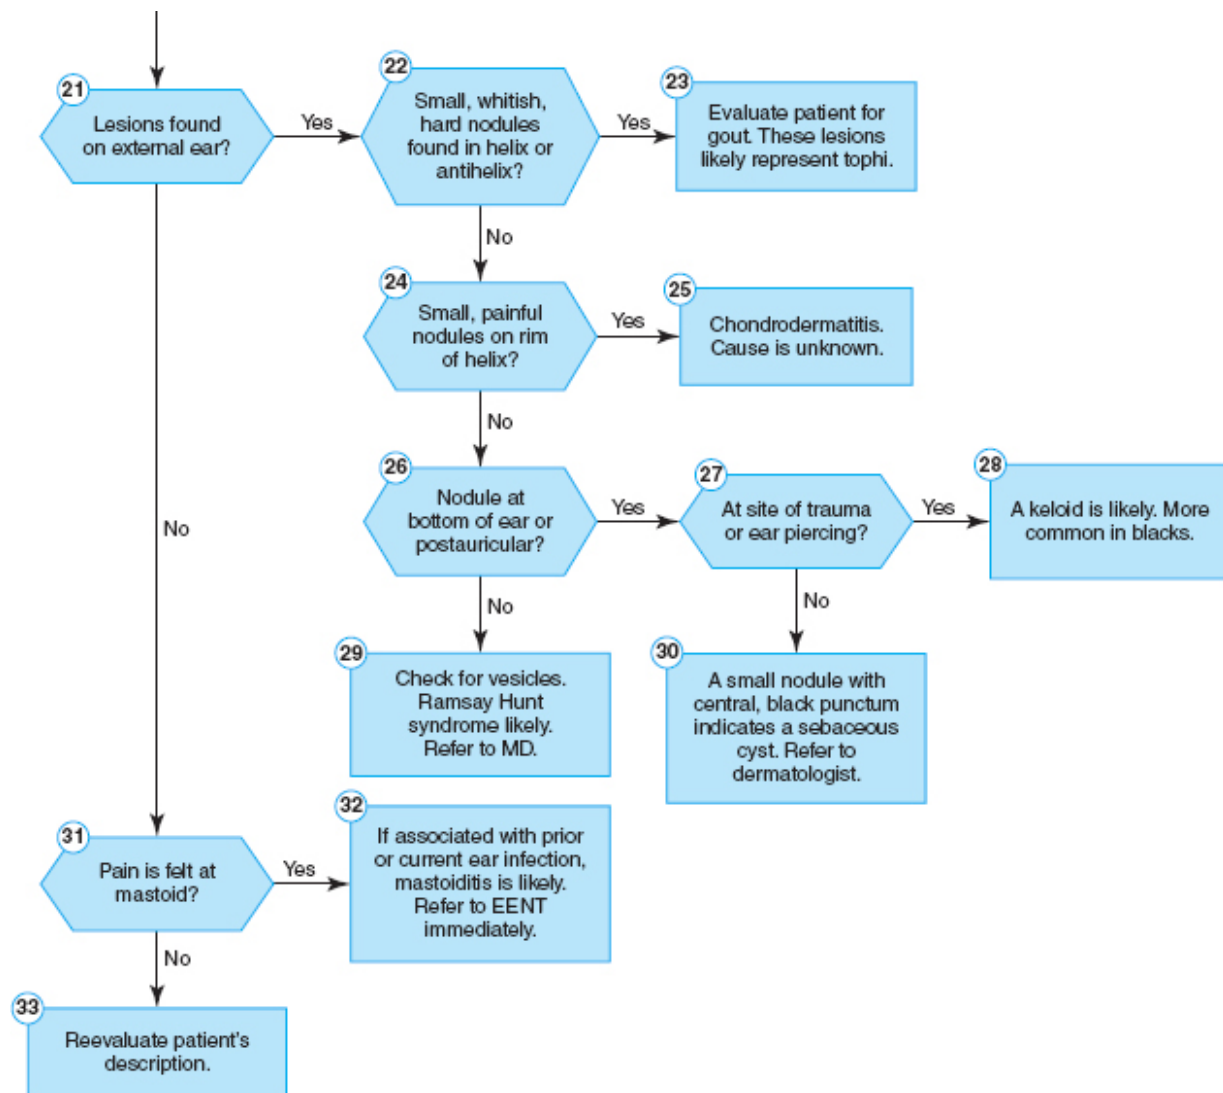 21
Lesions found
on external ear?
Yes
22
Small, whitish,
hard nodules
found in helix or
antihelix?
Yes
23
Evaluate patient for
gout. These lesions
likely represent tophi.
No
24
Small, painful
nodules on rim
of helix?
Yes
25
Chondrodermatitis.
Cause is unknown.
No
26
Nodule at
bottom of ear or
postauricular?
Yes
27
At site of trauma
or ear piercing?
Yes
28
A keloid is likely. More
common in blacks.
No
No
29
Check for vesicles.
Ramsay Hunt
syndrome likely.
Refer to MD.
No
30
A small nodule with
central, black punctum
indicates a sebaceous
cyst. Refer to
dermatologist.
31
Pain is felt at
mastoid?
Yes
32
If associated with prior
or current ear infection,
mastoiditis is likely.
Refer to EENT
immediately.
No
33
Reevaluate patient's
description.